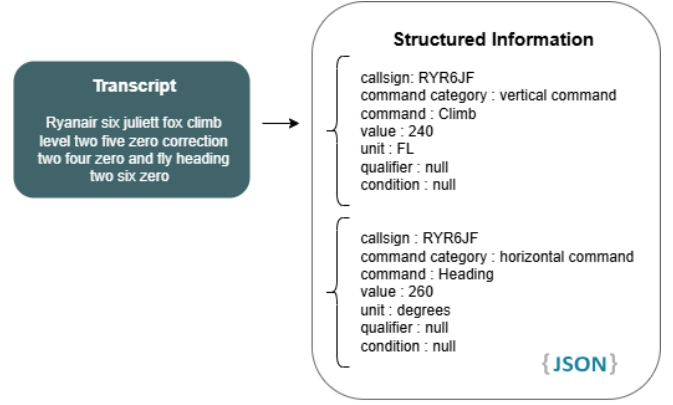 Transcript
Ryanair six juliett fox climb
level two five zero correction
two four zero and fly heading
two six zero
Structured Information
callsign: RYR6JF
command category : vertical command
command : Climb
value : 240
unit : FL
qualifier : null
condition : null
callsign : RYR6JF
command category : horizontal command
command : Heading
value : 260
unit : degrees
qualifier : null
condition : null
{JSON}